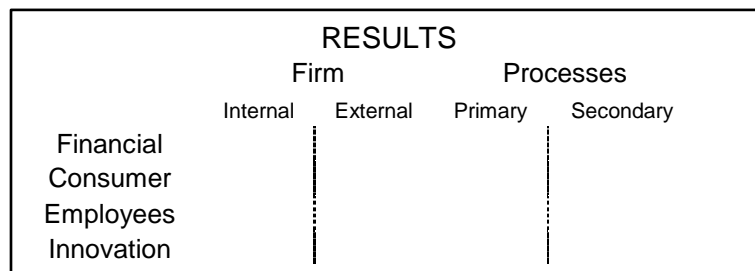 RESULTS
Firm Processes
Internal External Primary Secondary
Financial
Consumer
Employees
Innovation